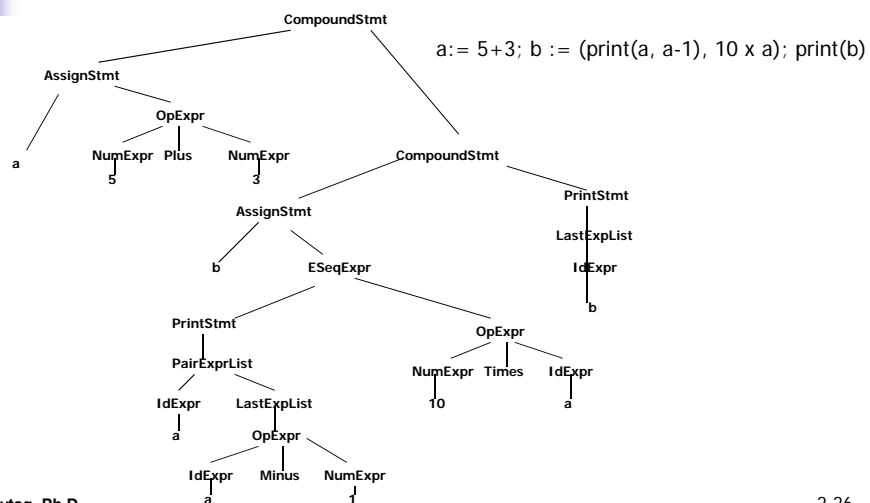 CompoundStmt
a:= 5+3; b := (print(a, a-1), 10 x a); print(b)
AssignStmt
OpExpr
a
NumExpr Plus NumExpr
5 3
CompoundStmt
PrintStmt
AssignStmt
LastExpList
b
ESeqExpr
IdExpr
b
PrintStmt
OpExpr
PairExprList
NumExpr Times IdExpr
IdExpr LastExpList
10 a
a
OpExpr
IdExpr Minus NumExpr
a 1
Ph.D.
2-26